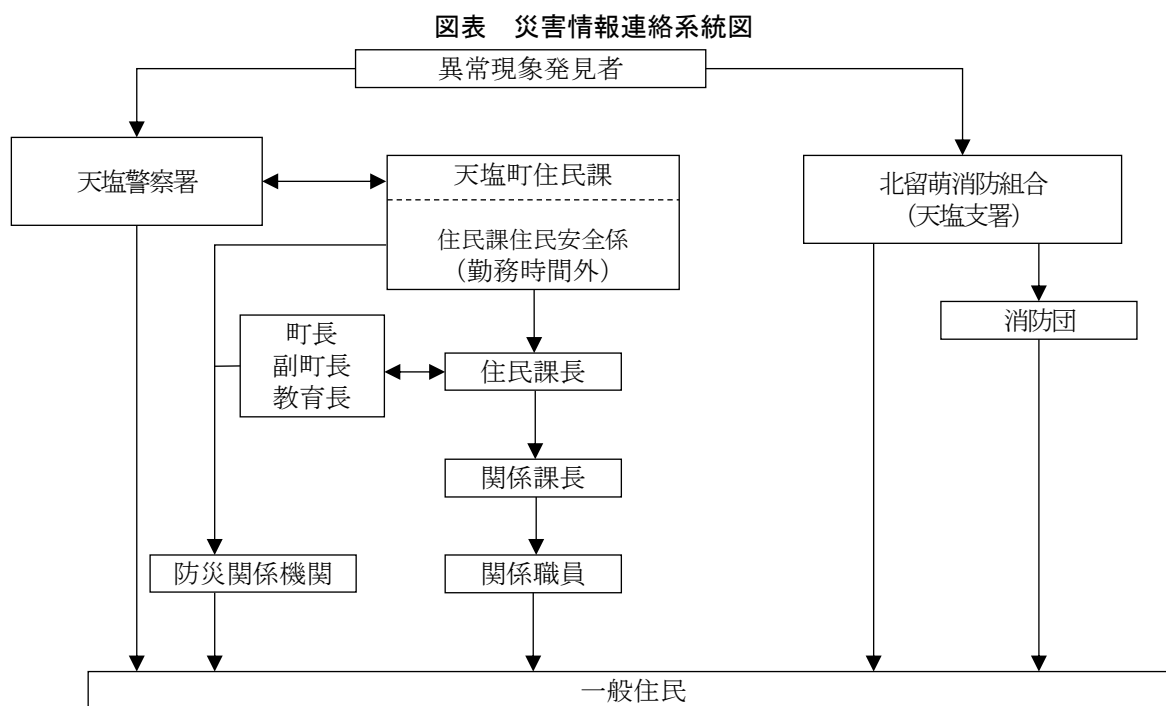 図表　災害情報連絡系統図
異常現象発見者
天塩警察署
天塩町住民課
住民課住民安全係
（勤務時間外）
北留萌消防組合
（天塩支署）
消防団
町長
副町長
教育長
住民課長
関係課長
防災関係機関
関係職員
一般住民